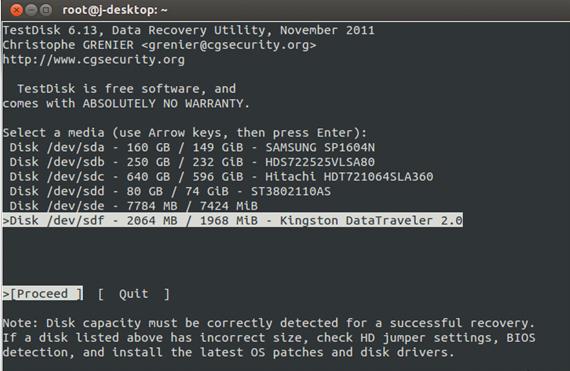 root@j-desktop: ~
TestDisk 6.13, Data Recovery Utility, November 2011
Christophe GRENIER <grenier@cgsecurity.org>
http://www.cgsecurity.org
  TestDisk is free software, and
comes with ABSOLUTELY NO WARRANTY.
Select a media (use Arrow keys, then press Enter):
 Disk /dev/sda - 160 GB / 149 GiB - SAMSUNG SP1604N
 Disk /dev/sdb - 250 GB / 232 GiB - HDS722525VLSA80
 Disk /dev/sdc - 640 GB / 596 GiB - Hitachi HDT721064SLA360
 Disk /dev/sdd - 80 GB / 74 GiB - ST3802110AS
 Disk /dev/sde - 7784 MB / 7424 MiB
>Disk /dev/sdf - 2064 MB / 1968 MiB - Kingston DataTraveler 2.0
>[Proceed ]  [  Quit  ]
Note: Disk capacity must be correctly detected for a successful recovery.
If a disk listed above has incorrect size, check HD jumper settings, BIOS
detection, and install the latest OS patches and disk drivers.